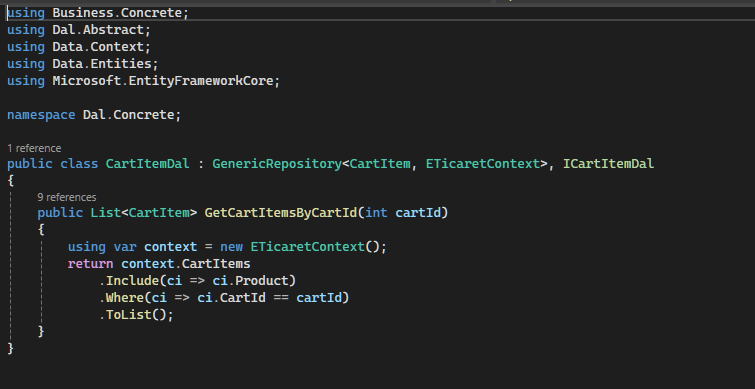 using Business.Concrete;
using Dal.Abstract;
using Data.Context;
using Data.Entities;
using Microsoft.EntityFrameworkCore;
namespace Dal.Concrete;
1 reference
public class CartItemDal : GenericRepository<CartItem, ETicaretContext>, ICartItemDal
{
9 references
public List<CartItem> GetCartItemsByCartId(int cartId)
{
using var context = new ETicaretContext();
return context.CartItems
.Include(ci => ci.Product)
.Where(ci => ci.CartId == cartId)
.ToList();
}
}